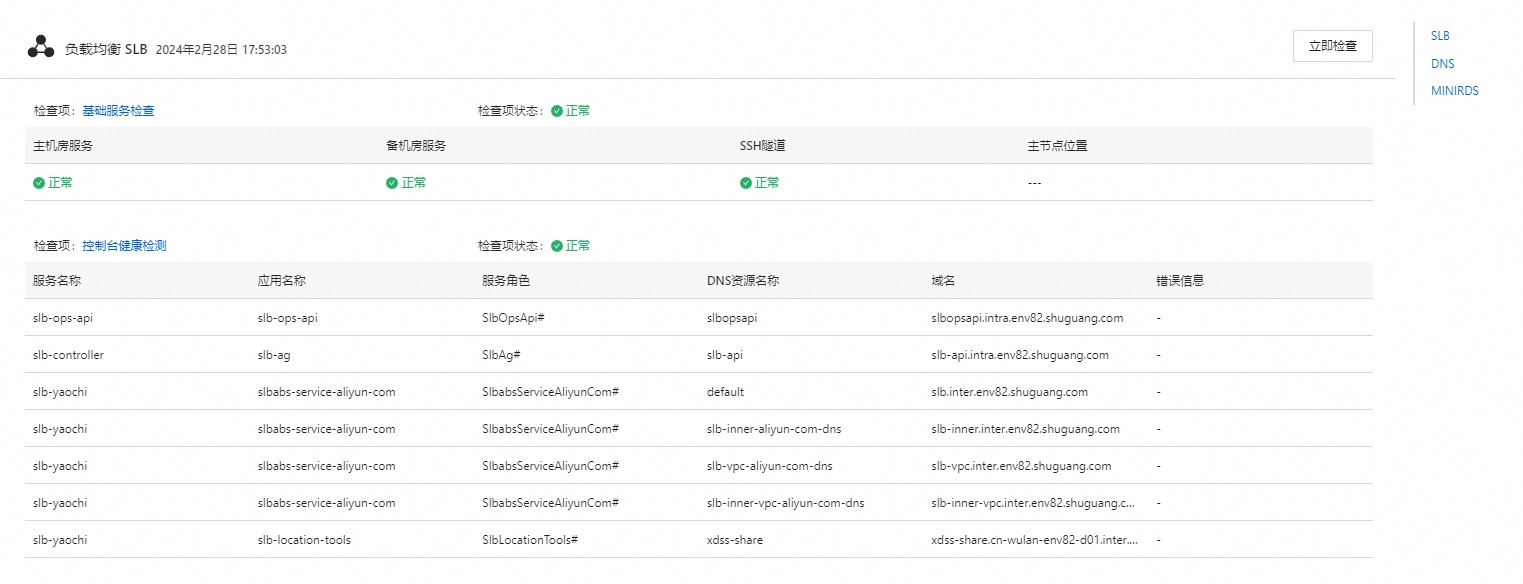 负载均衡 SLB 2024年2月28日 17:53:03 立即检查
SLB
DNS
MINIRDS
检查项： 基础服务检查 检查项状态： 正常
主机房服务 备机房服务 SSH隧道 主节点位置
正常 正常 正常 ---
检查项： 控制台健康检测 检查项状态： 正常
服务名称 应用名称 服务角色 DNS资源名称 域名 错误信息
slb-ops-api slb-ops-api SlbOpsApi# slbopsapi slbopsapi.intra.env82.shuguang.com -
slb-controller slb-ag SlbAg# slb-api slb-api.intra.env82.shuguang.com -
slb-yaochi slbabs-service-aliyun-com SlbabsServiceAliyunCom# default slb.inter.env82.shuguang.com -
slb-yaochi slbabs-service-aliyun-com SlbabsServiceAliyunCom# slb-inner-aliyun-com-dns slb-inner.inter.env82.shuguang.com -
slb-yaochi slbabs-service-aliyun-com SlbabsServiceAliyunCom# slb-vpc-aliyun-com-dns slb-vpc.inter.env82.shuguang.com -
slb-yaochi slbabs-service-aliyun-com SlbabsServiceAliyunCom# slb-inner-vpc-aliyun-com-dns slb-inner-vpc.inter.env82.shuguang.c... -
slb-yaochi slb-location-tools SlbLocationTools# xdss-share xdss-share.cn-wulan-env82-d01.inter.... -